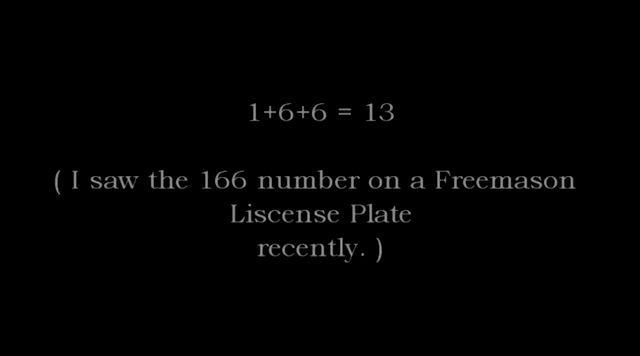 1+6+6 = 13
( I saw the 166 number on a Freemason
Liscense Plate
recently. )